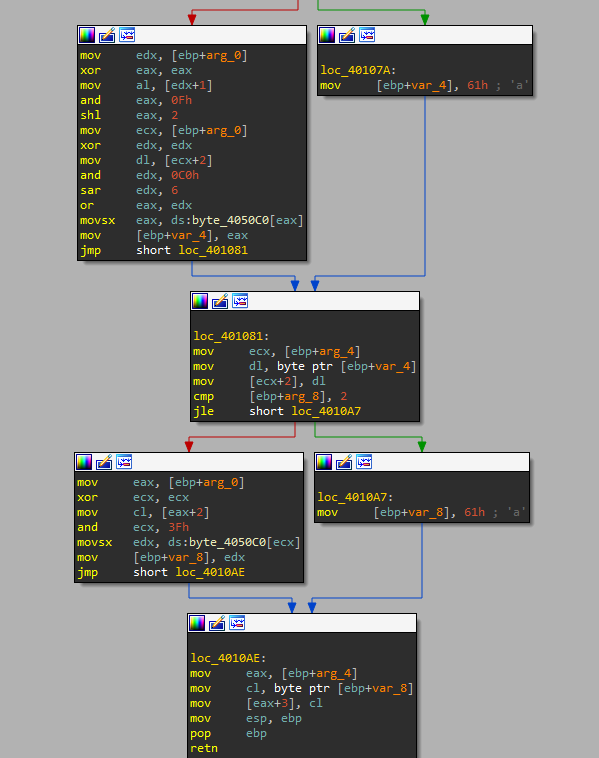 mov     edx, [ebp+arg_0]
xor     eax, eax
mov     al, [edx+1]
and     eax, 0Fh
shl     eax, 2
mov     ecx, [ebp+arg_0]
xor     edx, edx
mov     dl, [ecx+2]
and     edx, 0C0h
sar     edx, 6
or      eax, edx
movsx   eax, ds:byte_4050C0[eax]
mov     [ebp+var_4], eax
jmp     short loc_401081
loc_40107A:
mov     [ebp+var_4], 61h ; 'a'
loc_401081:
mov     ecx, [ebp+arg_4]
mov     dl, byte ptr [ebp+var_4]
mov     [ecx+2], dl
cmp     [ebp+arg_8], 2
jle     short loc_4010A7
mov     eax, [ebp+arg_0]
xor     ecx, ecx
mov     cl, [eax+2]
and     ecx, 3Fh
movsx   edx, ds:byte_4050C0[ecx]
mov     [ebp+var_8], edx
jmp     short loc_4010AE
loc_4010A7:
mov     [ebp+var_8], 61h ; 'a'
loc_4010AE:
mov     eax, [ebp+arg_4]
mov     cl, byte ptr [ebp+var_8]
mov     [eax+3], cl
mov     esp, ebp
pop     ebp
retn